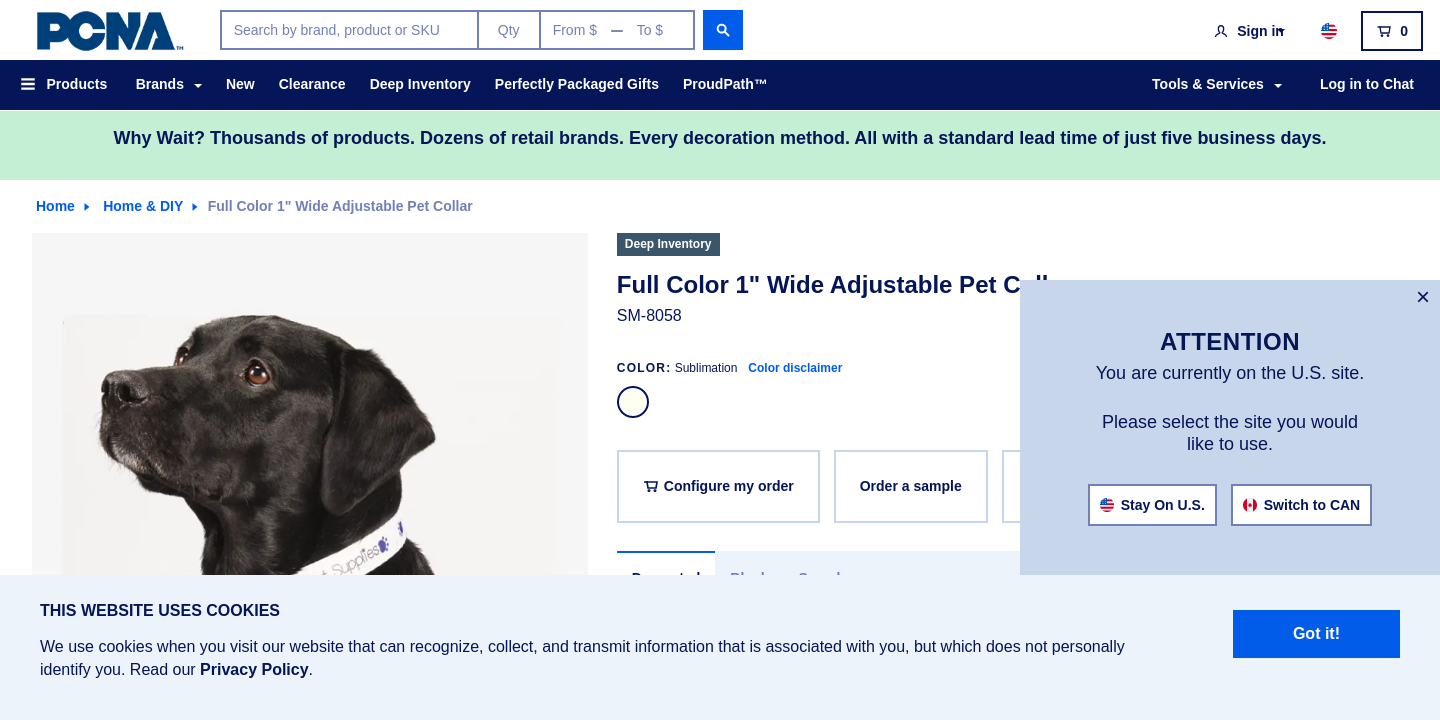 PCNA™
Search by brand, product or SKU
Qty
From $ — To $
Sign in
0
Products
Brands
New
Clearance
Deep Inventory
Perfectly Packaged Gifts
ProudPath™
Tools & Services
Log in to Chat
Why Wait? Thousands of products. Dozens of retail brands. Every decoration method. All with a standard lead time of just five business days.
Home
Home & DIY
Full Color 1" Wide Adjustable Pet Collar
Deep Inventory
Full Color 1" Wide Adjustable Pet Coll
SM-8058
COLOR: Sublimation Color disclaimer
Configure my order
Order a sample
Supplies
×
ATTENTION
You are currently on the U.S. site.
Please select the site you would
like to use.
Stay On U.S.
Switch to CAN
THIS WEBSITE USES COOKIES
We use cookies when you visit our website that can recognize, collect, and transmit information that is associated with you, but which does not personally
identify you. Read our Privacy Policy.
Got it!